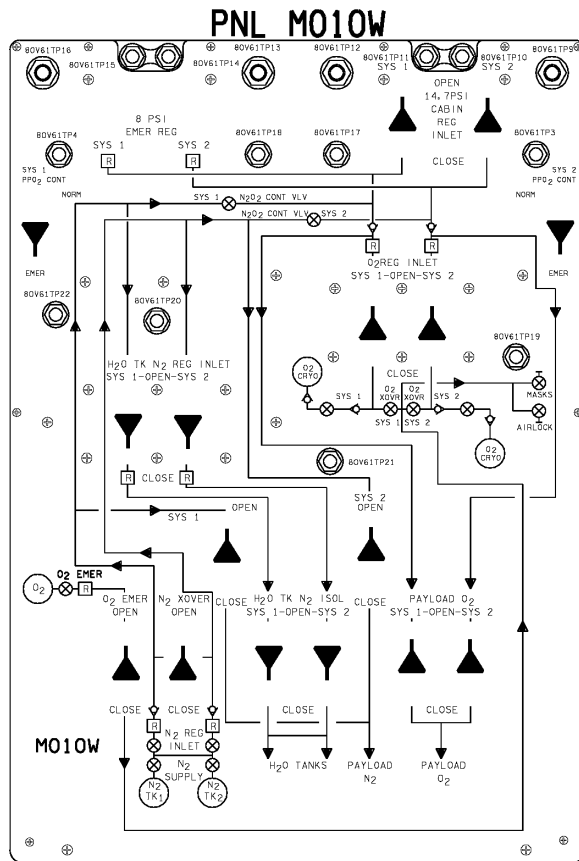 PNL MO10W
80V61TP16
80V61TP15
80V61TP13
80V61TP14
80V61TP12
80V61TP11
SYS 1
80V61TP10
SYS 2
80V61TP9
OPEN
14.7PSI
CABIN
REG
INLET
CLOSE
8 PSI
EMER REG
SYS 1
SYS 2
R
R
80V61TP4
80V61TP18
80V61TP17
80V61TP3
SYS 1
PPO2 CONT
NORM
EMER
SYS 2
PPO2 CONT
NORM
EMER
SYS 1
N2O2 CONT VLV
N2O2 CONT VLV
SYS 2
R
R
O2REG INLET
SYS 1-OPEN-SYS 2
80V61TP22
80V61TP20
80V61TP19
H2O TK N2 REG INLET
SYS 1-OPEN-SYS 2
CLOSE
O2
CRYO
SYS 1
O2
XOVR
O2
XOVR
SYS 2
SYS 1
SYS 2
O2
CRYO
MASKS
AIRLOCK
R
CLOSE
R
80V61TP21
SYS 1
OPEN
SYS 2
OPEN
O2
O2 EMER
R
O2 EMER
OPEN
N2 XOVER
OPEN
CLOSE
H2O TK N2 ISOL
SYS 1-OPEN-SYS 2
CLOSE
PAYLOAD O2
SYS 1-OPEN-SYS 2
CLOSE
CLOSE
CLOSE
CLOSE
R
R
N2 REG
INLET
N2
SUPPLY
N2
TK1
N2
TK2
MO10W
H2O TANKS
PAYLOAD
N2
PAYLOAD
O2